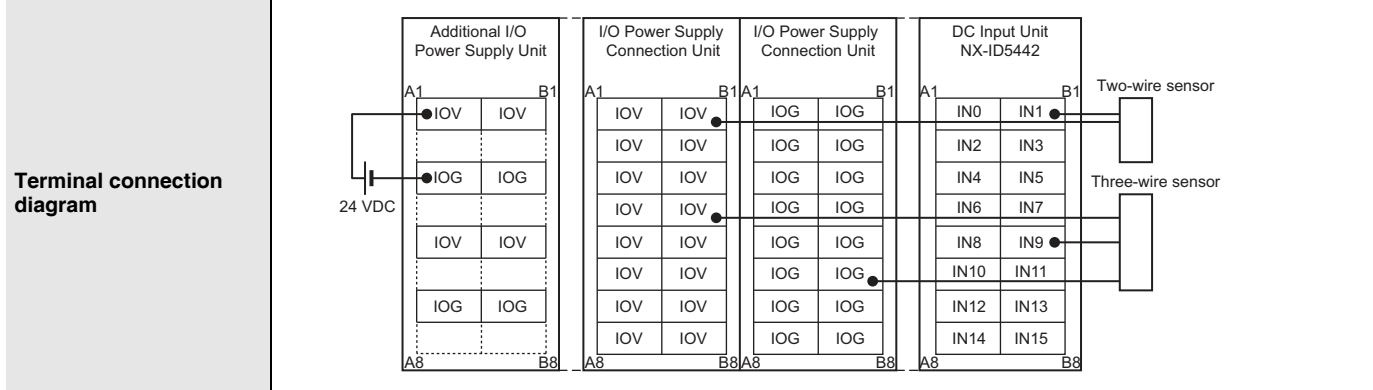 Terminal connection
diagram
Additional I/O
Power Supply Unit
I/O Power Supply
Connection Unit
I/O Power Supply
Connection Unit
DC Input Unit
NX-ID5442
A1 B1 A1 B1 A1 B1 A1 B1
Two-wire sensor
IOV IOV IOV IOV IOG IOG IN0 IN1
IOV IOV IOG IOG IN2 IN3
IOG IOG IOV IOV IOG IOG IN4 IN5
Three-wire sensor
24 VDC
IOV IOV IOG IOG IN6 IN7
IOV IOV IOV IOV IOG IOG IN8 IN9
IOV IOV IOG IOG IN10 IN11
IOG IOG IOV IOV IOG IOG IN12 IN13
IOV IOV IOG IOG IN14 IN15
A8 B8 A8 B8 A8 B8 A8 B8